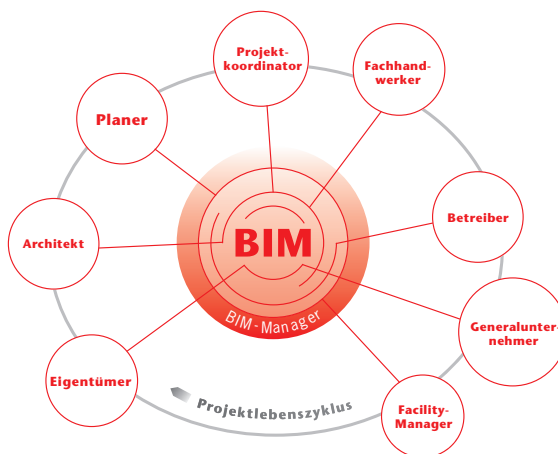 Projekt-
koordinator
Fachhand-
werker
Planer
Betreiber
Architekt
BIM
BIM-Manager
Generalunter-
nehmer
Eigentümer
Projektlebenszyklus
Facility-
Manager